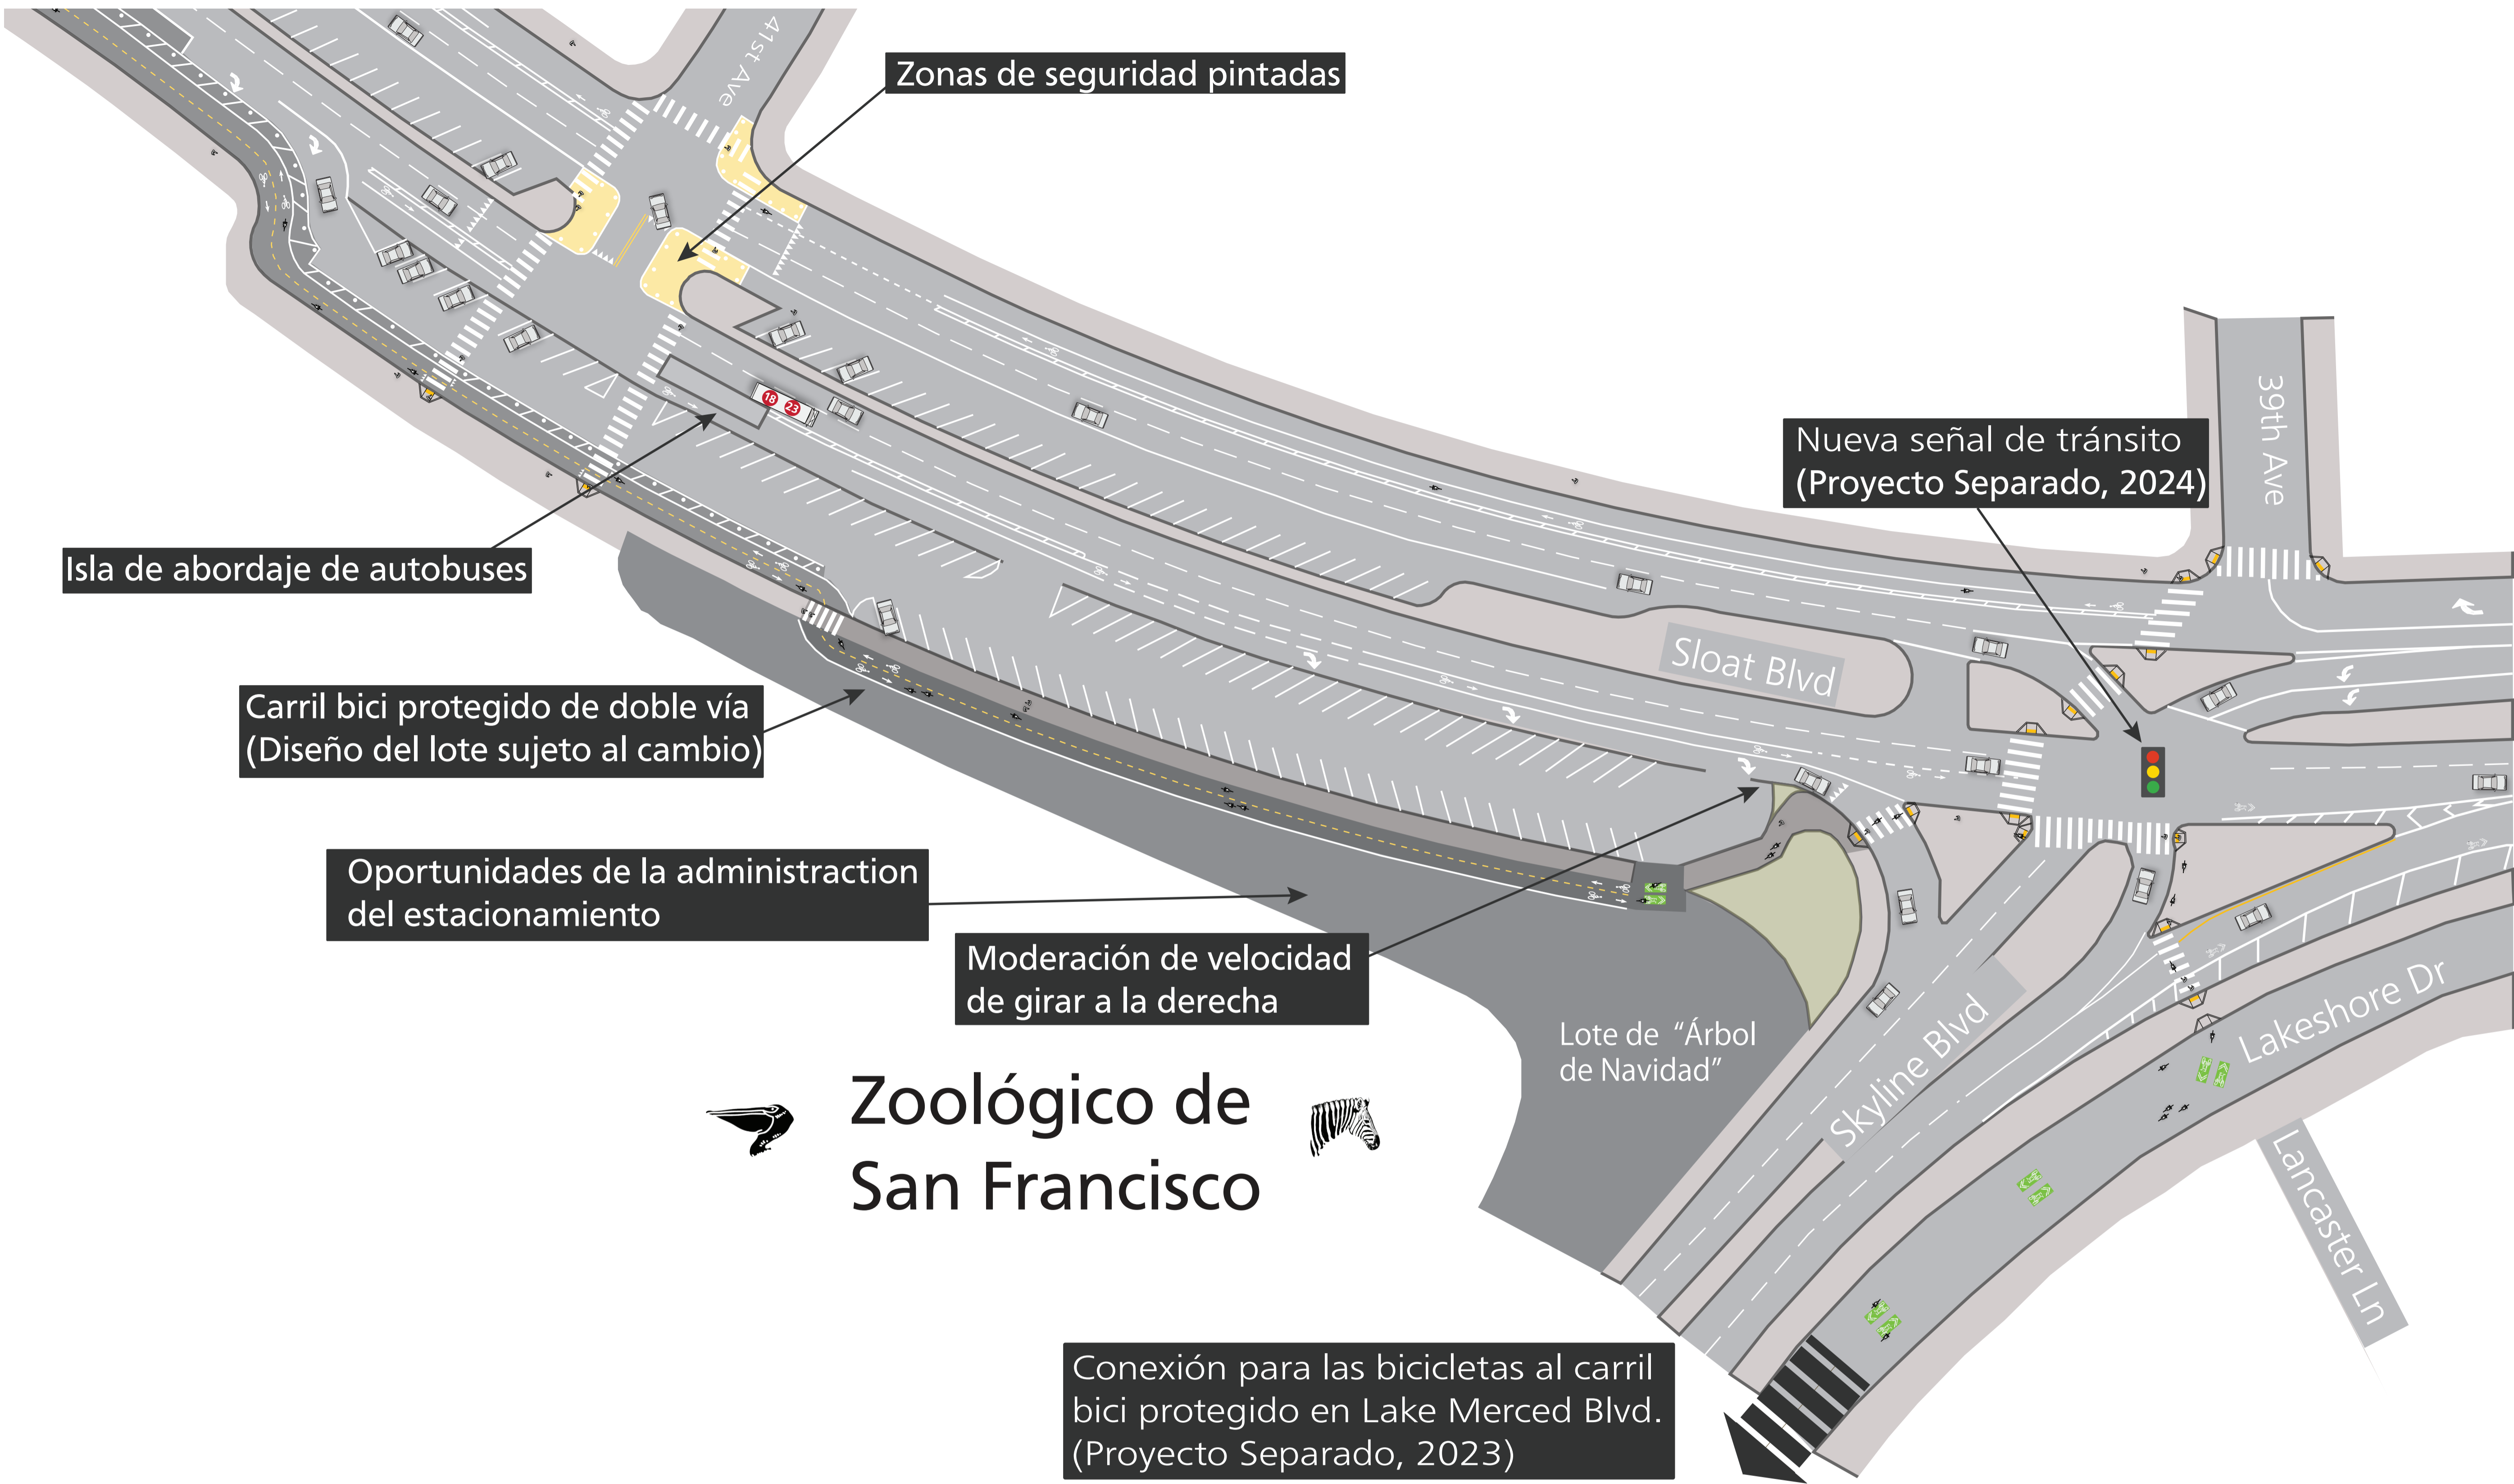 41st Ave
Zonas de seguridad pintadas
39th Ave
18
23
Nueva señal de tránsito
(Proyecto Separado, 2024)
Isla de abordaje de autobuses
Sloat Blvd
Carril bici protegido de doble vía
(Diseño del lote sujeto al cambio)
Oportunidades de la administraction
del estacionamiento
Moderación de velocidad
de girar a la derecha
Lote de "Árbol
de Navidad"
Skyline Blvd
Lakeshore Dr
Zoológico de
San Francisco
Lancaster Ln
Conexión para las bicicletas al carril
bici protegido en Lake Merced Blvd.
(Proyecto Separado, 2023)